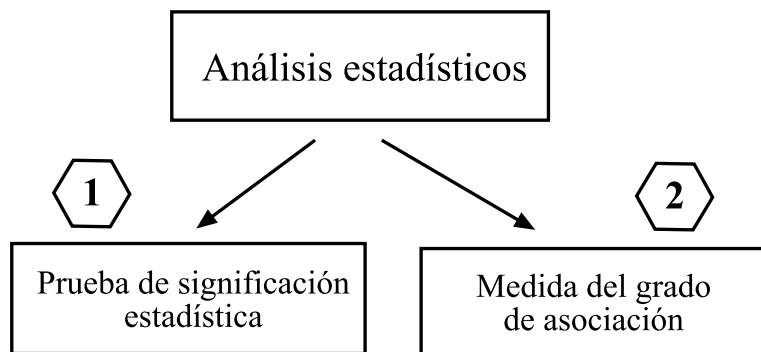 Análisis estadísticos
1
2
Prueba de significación
estadística
Medida del grado
de asociación